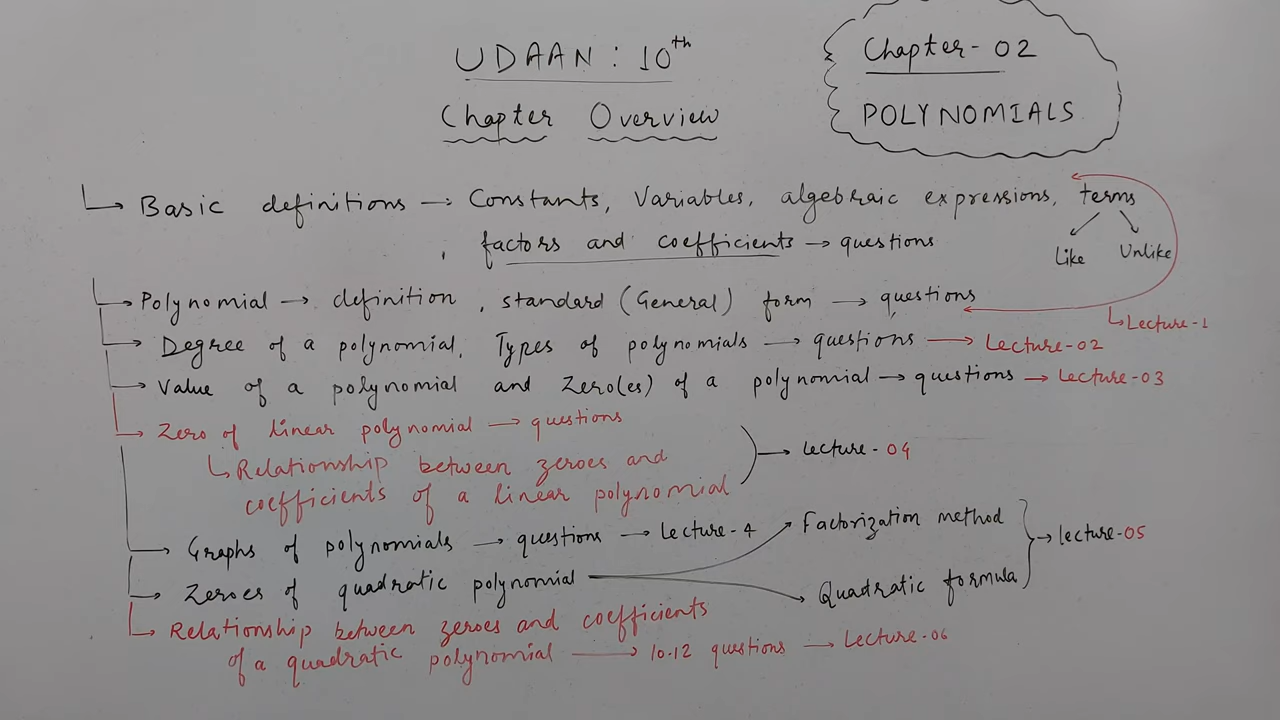 UDAAN : 10th
Chapter Overview
Chapter - 02
POLYNOMIALS
Basic definitions → Constants, Variables, algebraic expressions, terms
factors and coefficients → questions
Like Unlike
Polynomial → definition, standard (General) form → questions
↳ Lecture - 1
Degree of a polynomial, Types of polynomials → questions → Lecture-02
Value of a polynomial and Zero(es) of a polynomial → questions → Lecture-03
Zero of linear polynomial → questions
↳ Relationship between zeroes and
coefficients of a linear polynomial
→ lecture - 04
Graphs of polynomials → questions → Lecture-4
Factorization method
Zeroes of quadratic polynomial
Quadratic formula
→ lecture-05
Relationship between zeroes and coefficients
of a quadratic polynomial → 10-12 questions → Lecture-06